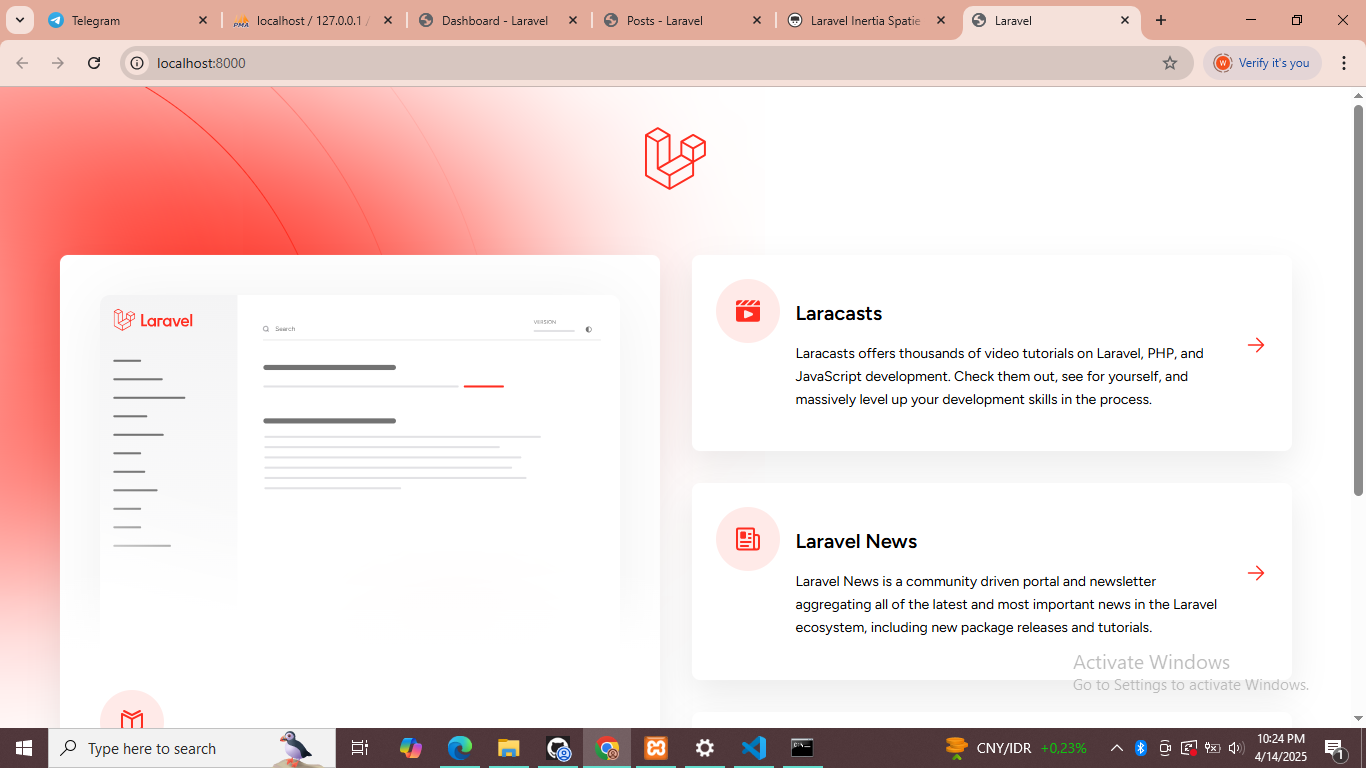 Telegram
localhost / 127.0.0.1 /
Dashboard - Laravel
Posts - Laravel
Laravel Inertia Spatie
Laravel
localhost:8000
Verify it's you
Laravel
Search
VERSION
Laracasts
Laracasts offers thousands of video tutorials on Laravel, PHP, and
JavaScript development. Check them out, see for yourself, and
massively level up your development skills in the process.
Laravel News
Laravel News is a community driven portal and newsletter
aggregating all of the latest and most important news in the Laravel
ecosystem, including new package releases and tutorials.
Activate Windows
Go to Settings to activate Windows.
Type here to search
CNY/IDR +0,23%
10:24 PM
4/14/2025
1